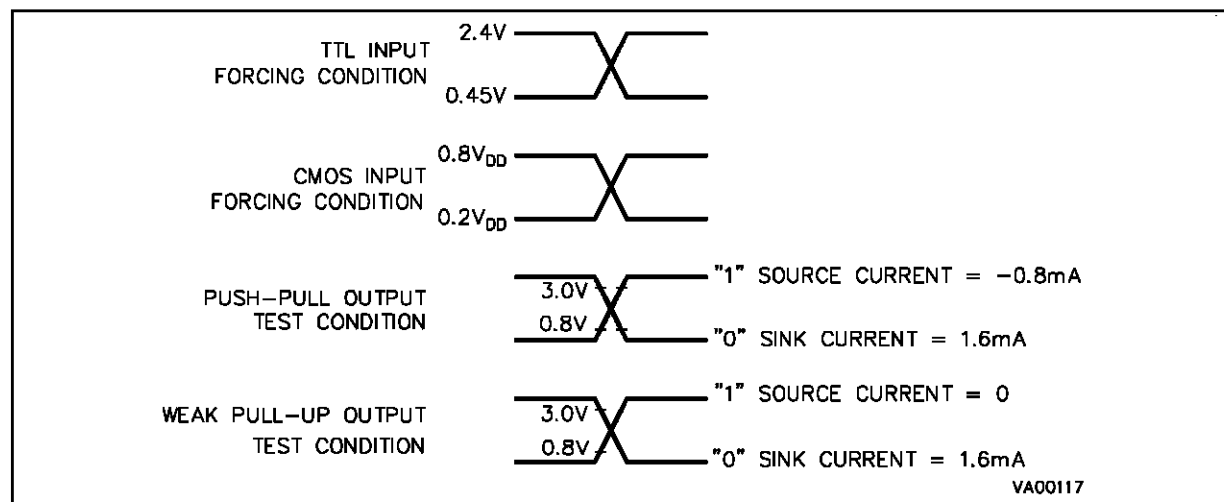 TTL INPUT
FORCING CONDITION
2.4V
0.45V
CMOS INPUT
FORCING CONDITION
0.8VDD
0.2VDD
PUSH-PULL OUTPUT
TEST CONDITION
3.0V
0.8V
"1" SOURCE CURRENT = -0.8mA
"0" SINK CURRENT = 1.6mA
WEAK PULL-UP OUTPUT
TEST CONDITION
3.0V
0.8V
"1" SOURCE CURRENT = 0
"0" SINK CURRENT = 1.6mA
VA00117